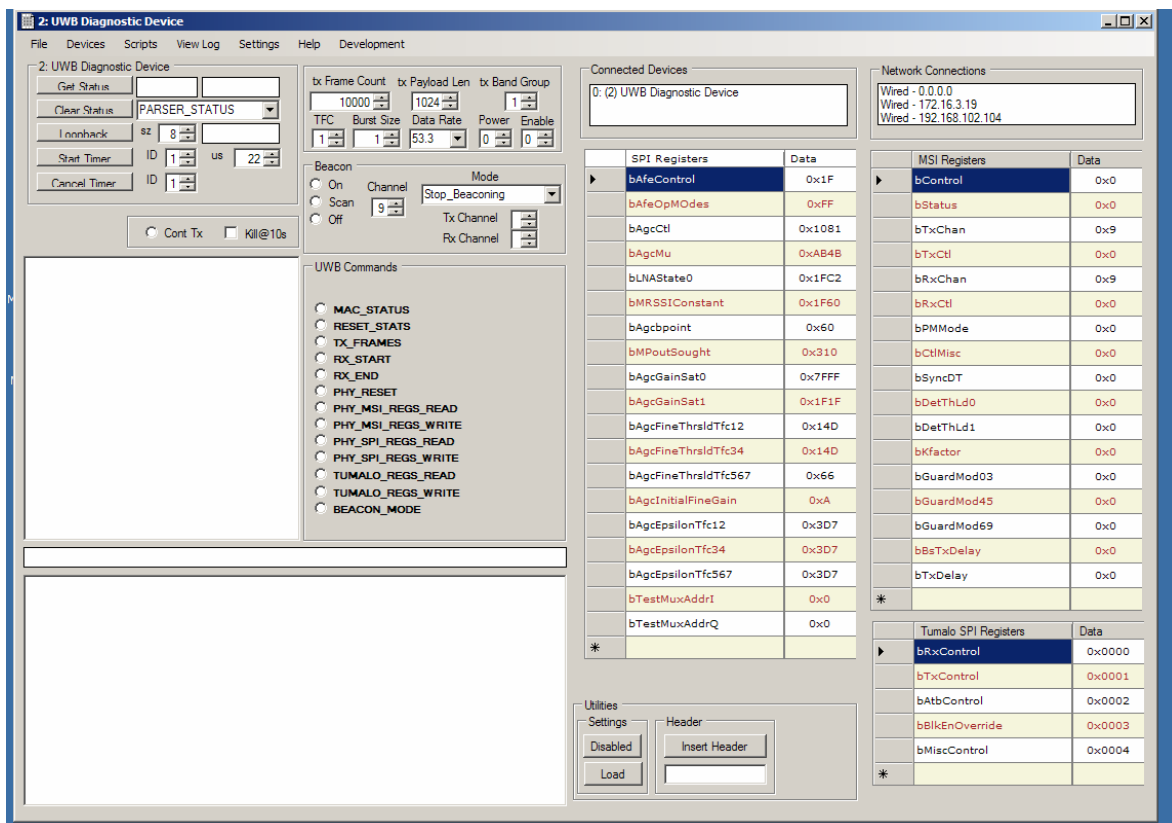 2: UWB Diagnostic Device
File Devices Scripts View Log Settings Help Development
2: UWB Diagnostic Device
Get Status
Clear Status PARSER_STATUS
Loopback sz 8
Start Timer ID 1 us 22
Cancel Timer ID 1
Cont Tx Kill@10s
tx Frame Count tx Payload Len tx Band Group
10000 1024 1
TFC Burst Size Data Rate Power Enable
1 1 53.3 0 0
Beacon
On Channel Mode
Scan 9 Stop_Beaconing
Off Tx Channel
Rx Channel
UWB Commands
MAC_STATUS
RESET_STATS
TX_FRAMES
RX_START
RX_END
PHY_RESET
PHY_MSI_REGS_READ
PHY_MSI_REGS_WRITE
PHY_SPI_REGS_READ
PHY_SPI_REGS_WRITE
TUMALO_REGS_READ
TUMALO_REGS_WRITE
BEACON_MODE
Connected Devices
0: (2) UWB Diagnostic Device
Network Connections
Wired - 0.0.0.0
Wired - 172.16.3.19
Wired - 192.168.102.104
SPI Registers Data
bAfeControl 0x1F
bAfeOpMOdes 0xFF
bAgcCtl 0x1081
bAgcMu 0xAB4B
bLNAState0 0x1FC2
bMRSSIConstant 0x1F60
bAgcbpoint 0x60
bMPoutSought 0x310
bAgcGainSat0 0x7FFF
bAgcGainSat1 0x1F1F
bAgcFineThrsldTfc12 0x14D
bAgcFineThrsldTfc34 0x14D
bAgcFineThrsldTfc567 0x66
bAgcInitialFineGain 0xA
bAgcEpsilonTfc12 0x3D7
bAgcEpsilonTfc34 0x3D7
bAgcEpsilonTfc567 0x3D7
bTestMuxAddrI 0x0
bTestMuxAddrQ 0x0
MSI Registers Data
bControl 0x0
bStatus 0x0
bTxChan 0x9
bTxCtl 0x0
bRxChan 0x9
bRxCtl 0x0
bPMMode 0x0
bCtlMisc 0x0
bSyncDT 0x0
bDetThLd0 0x0
bDetThLd1 0x0
bKfactor 0x0
bGuardMod03 0x0
bGuardMod45 0x0
bGuardMod69 0x0
bBsTxDelay 0x0
bTxDelay 0x0
Tumalo SPI Registers Data
bRxControl 0x0000
bTxControl 0x0001
bAtbControl 0x0002
bBlkEnOverride 0x0003
bMiscControl 0x0004
Utilities
Settings Header
Disabled Insert Header
Load